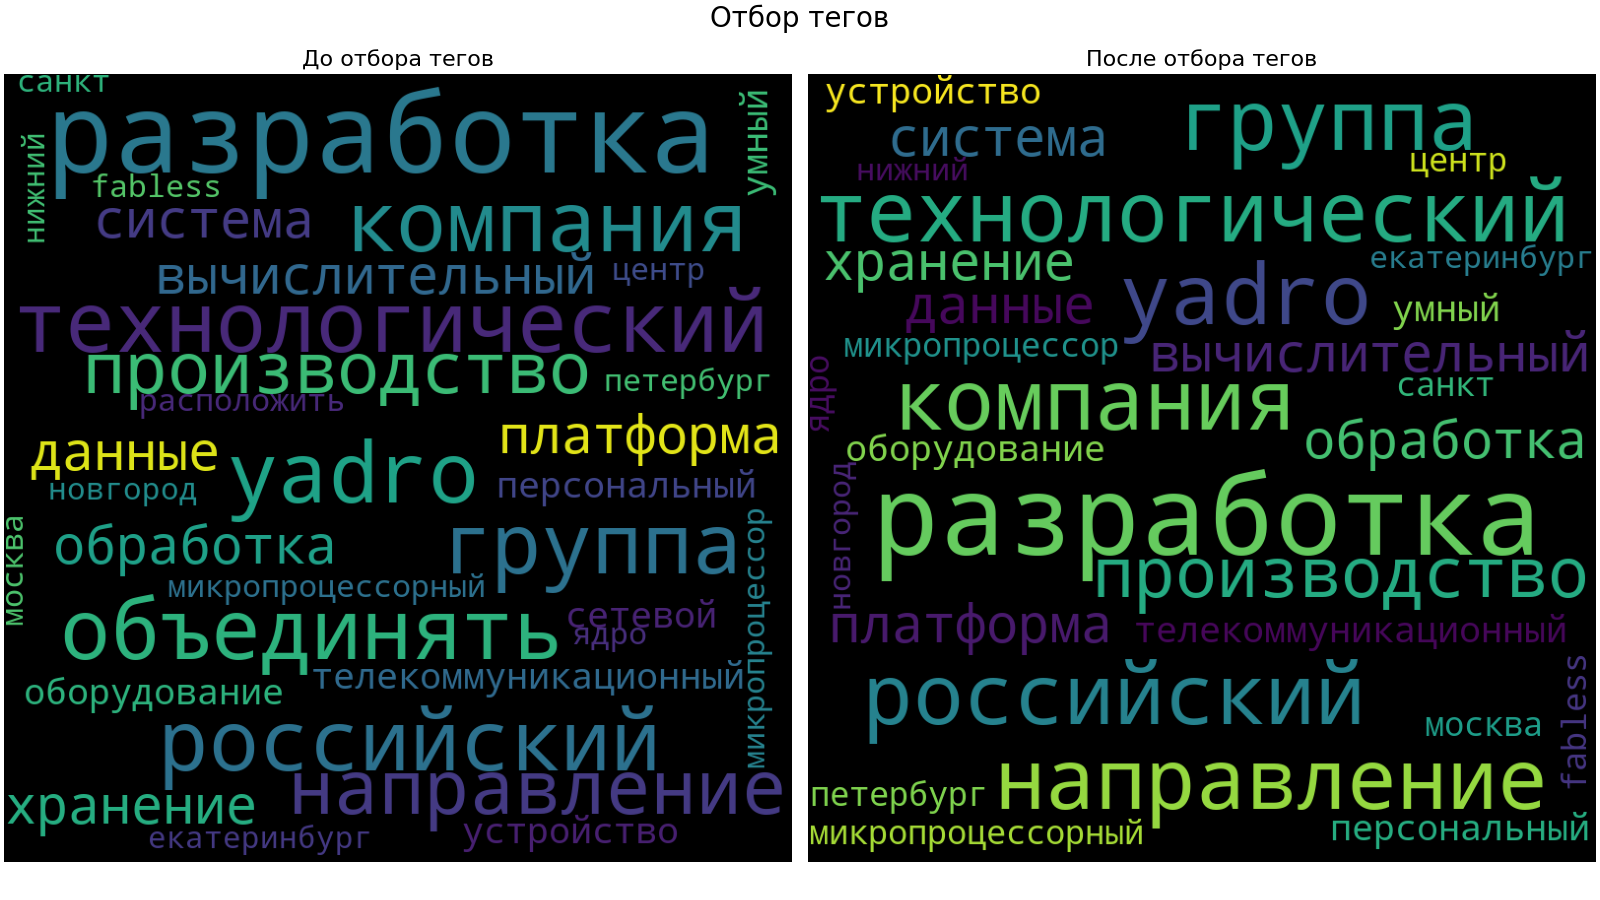 Отбор тегов
До отбора тегов
санкт
разработка
умный
нижний
fabless
система
компания
вычислительный
центр
технологический
производство
петербург
расположить
данные
платформа
yadro
новгород
персональный
москва
обработка
группа
микропроцессор
микропроцессорный
объединять
сетевой
ядро
телекоммуникационный
оборудование
российский
направление
хранение
устройство
екатеринбург
После отбора тегов
устройство
группа
система
центр
нижний
технологический
хранение
екатеринбург
yadro
данные
умный
микропроцессор
вычислительный
ядро
компания
санкт
обработка
оборудование
новгород
разработка
производство
платформа
телекоммуникационный
российский
fabless
москва
направление
петербург
микропроцессорный
персональный